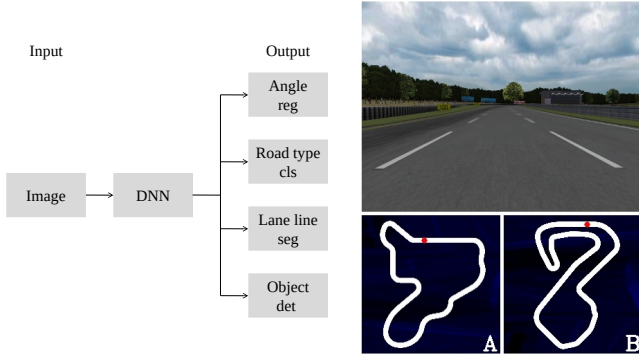 Input
Output
Angle
reg
Road type
cls
Image
DNN
Lane line
seg
Object
det
A
B